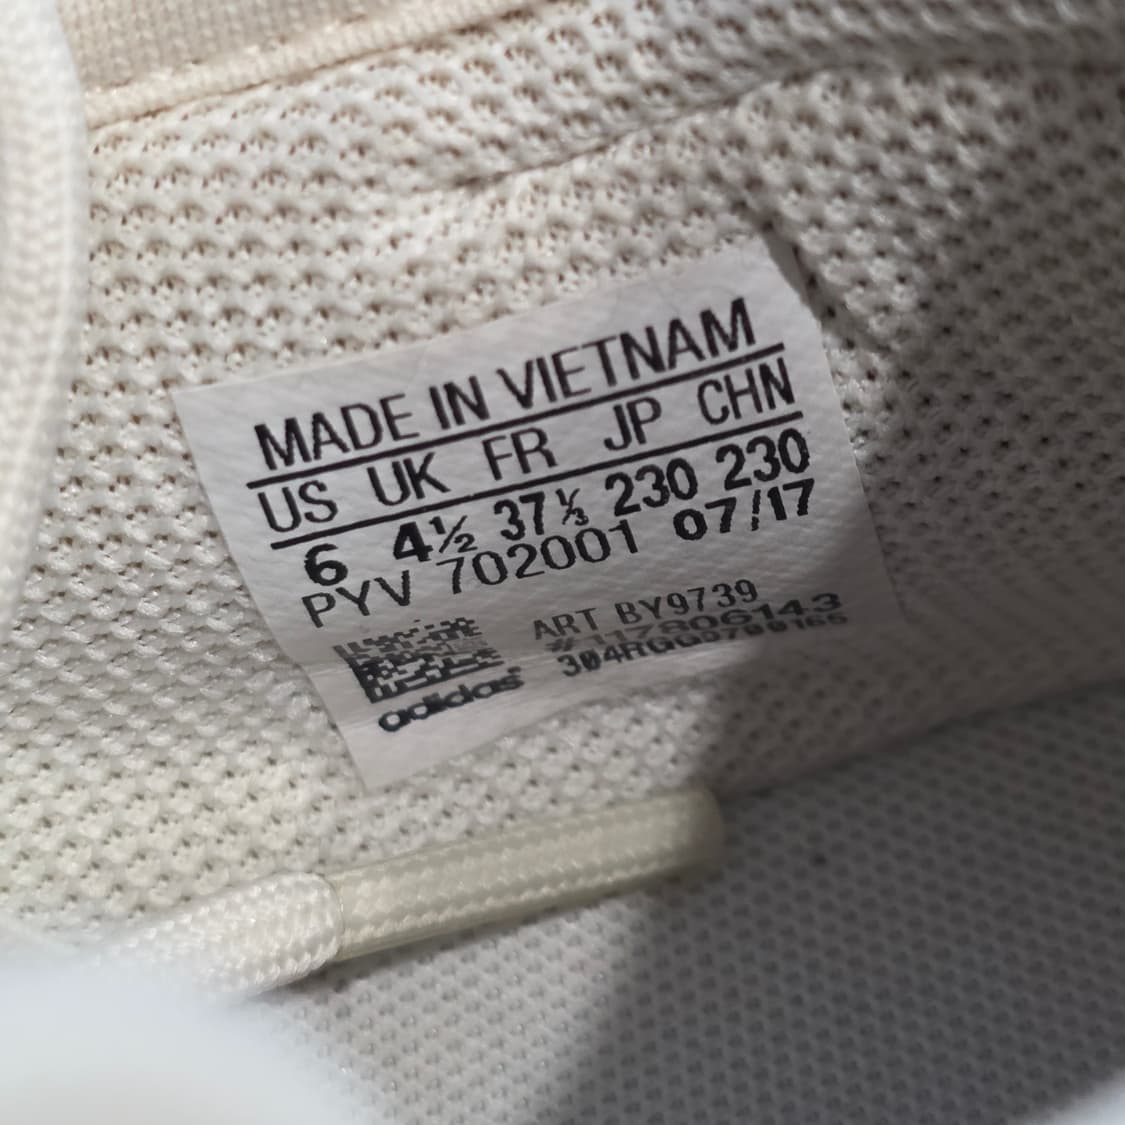 MADE IN VIETNAM
US UK FR JP CHN
6 4½ 37⅓ 230 230
PYV 702001 07/17
ART BY9739
adidas